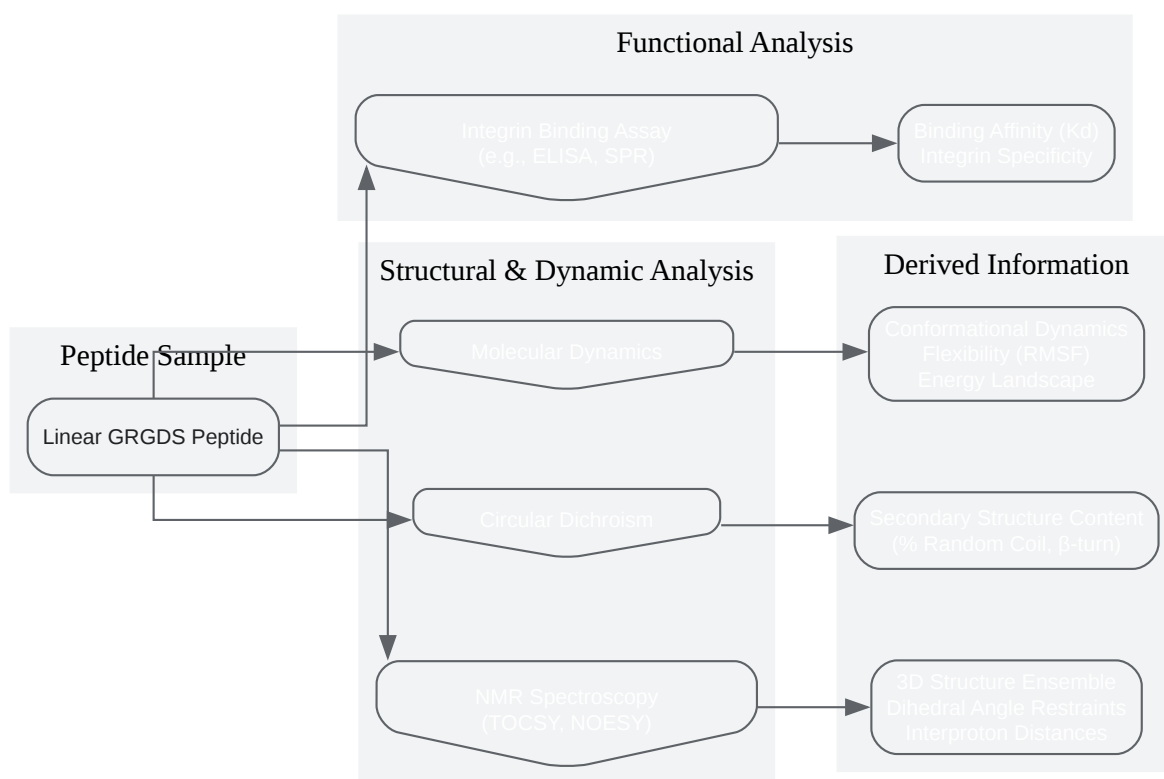 Functional Analysis
Integrin Binding Assay
(e.g., ELISA, SPR)
Binding Affinity (Kd)
Integrin Specificity
Structural & Dynamic Analysis
Derived Information
Molecular Dynamics
Conformational Dynamics
Flexibility (RMSF)
Energy Landscape
Peptide Sample
Linear GRGDS Peptide
Circular Dichroism
Secondary Structure Content
(% Random Coil, β-turn)
NMR Spectroscopy
(TOCSY, NOESY)
3D Structure Ensemble
Dihedral Angle Restraints
Interproton Distances